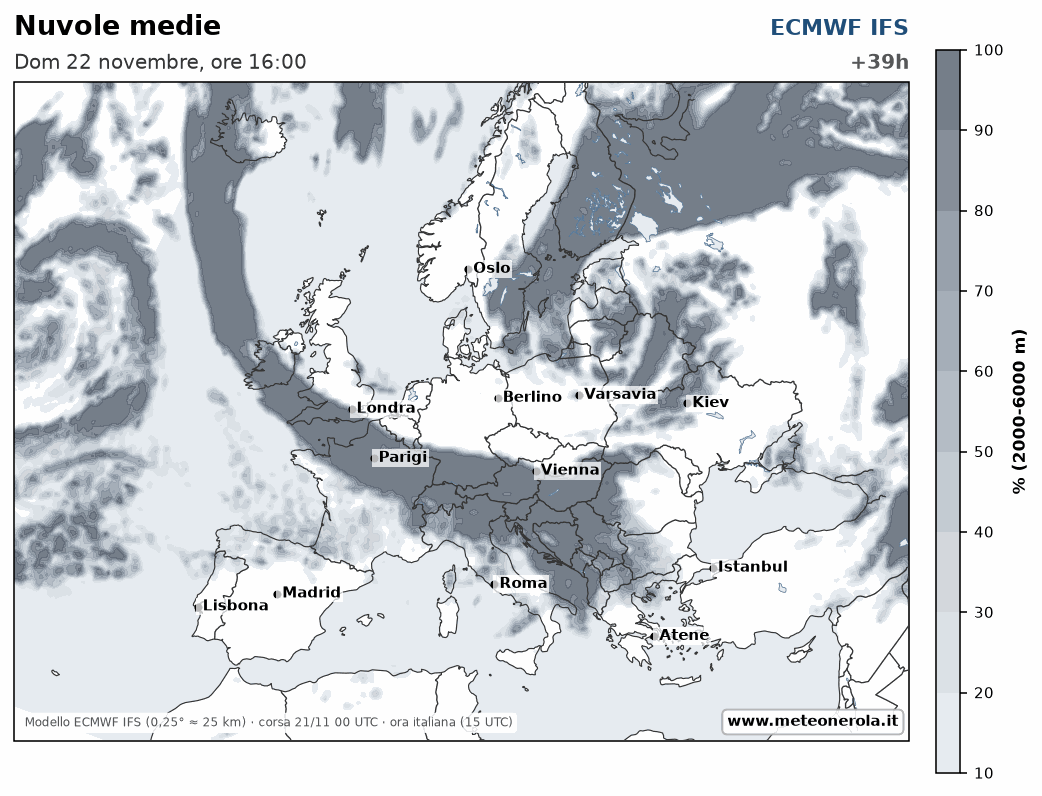 Nuvole medie
ECMWF IFS
Dom 22 novembre, ore 16:00
+39h
100
90
80
70
60
50
40
30
20
10
% (2000-6000 m)
Oslo
Londra
Berlino
Varsavia
Kiev
Parigi
Vienna
Istanbul
Roma
Madrid
Lisbona
Atene
Modello ECMWF IFS (0,25° ≈ 25 km) · corsa 21/11 00 UTC · ora italiana (15 UTC)
www.meteonerola.it